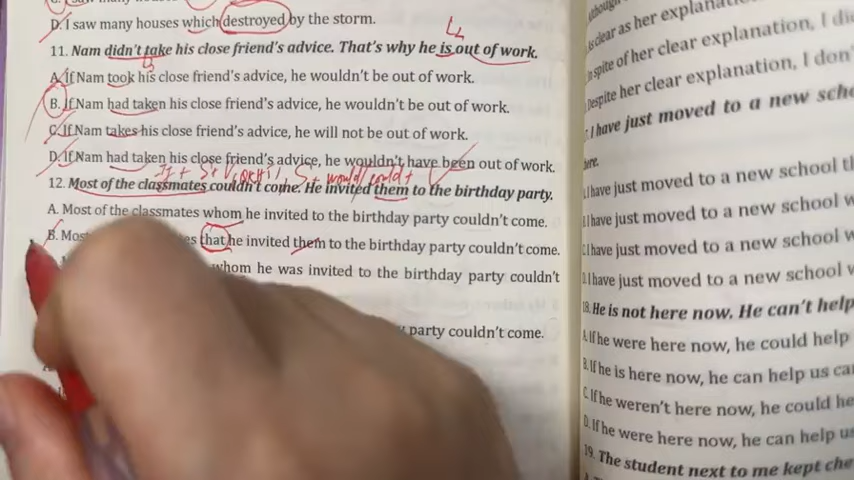 D. I saw many houses which destroyed by the storm.
11. Nam didn't take his close friend's advice. That's why he is out of work.
A. If Nam took his close friend's advice, he wouldn't be out of work.
B. If Nam had taken his close friend's advice, he wouldn't be out of work.
C. If Nam takes his close friend's advice, he will not be out of work.
D. If Nam had taken his close friend's advice, he wouldn't have been out of work.
If + S + V, S + would/could + V
12. Most of the classmates couldn't come. He invited them to the birthday party.
A. Most of the classmates whom he invited to the birthday party couldn't come.
B. Most that he invited them to the birthday party couldn't come.
whom he was invited to the birthday party couldn't
party couldn't come.
is clear as her explanation
In spite of her clear explanation, I did
Despite her clear explanation, I don'
I have just moved to a new
here.
I have just moved to a new school
I have just moved to a new school w
I have just moved to a new school w
I have just moved to a new school w
18. He is not here now. He can't help
A. If he were here now, he could help
B. If he is here now, he can help us
C. If he weren't here now, he could
D. If he were here now, he can help us
19. The student next to me kept